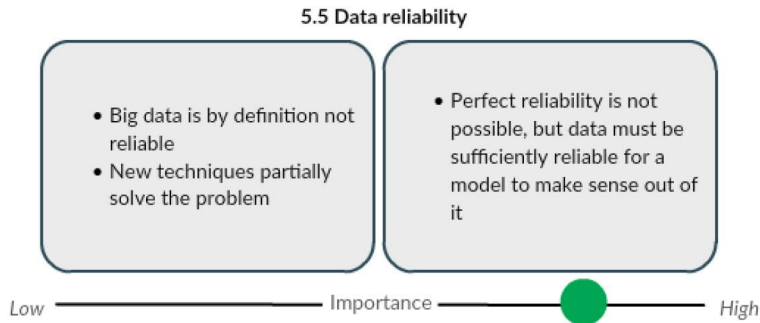 5.5 Data reliability
• Big data is by definition not
reliable
• New techniques partially
solve the problem
• Perfect reliability is not
possible, but data must be
sufficiently reliable for a
model to make sense out of
it
Low Importance High